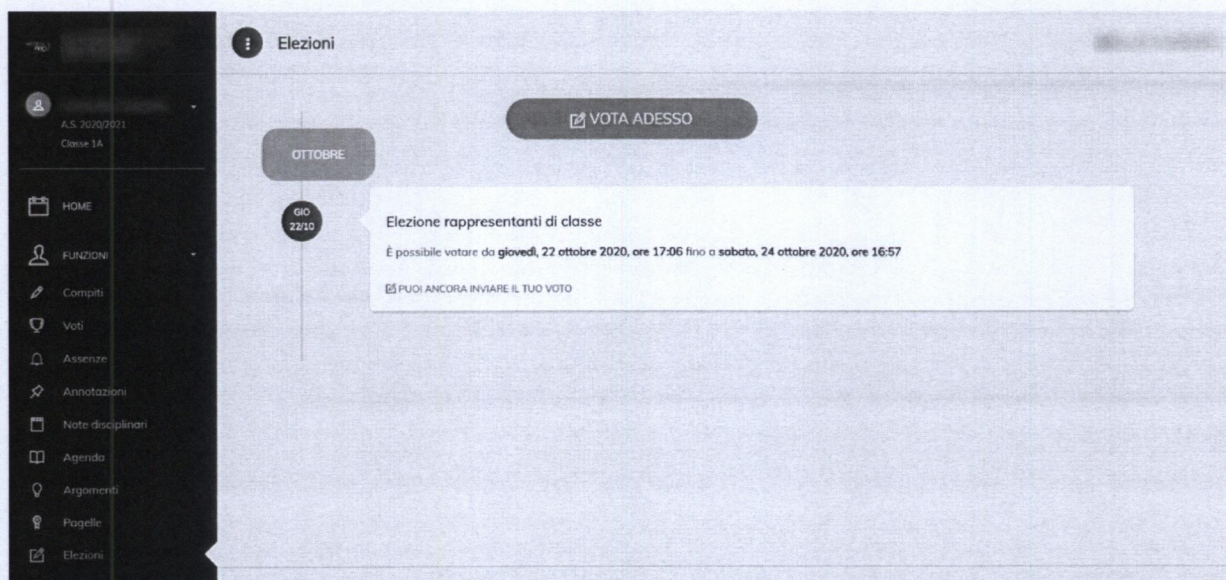 Elezioni
A.S. 2020/2021
Classe 1A
HOME
FUNZIONI
Compiti
Voti
Assenze
Annotazioni
Note disciplinari
Agenda
Argomenti
Pagelle
Elezioni
VOTA ADESSO
OTTOBRE
GIO
22/10
Elezione rappresentanti di classe
È possibile votare da giovedì, 22 ottobre 2020, ore 17:06 fino a sabato, 24 ottobre 2020, ore 16:57
PUOI ANCORA INVIARE IL TUO VOTO